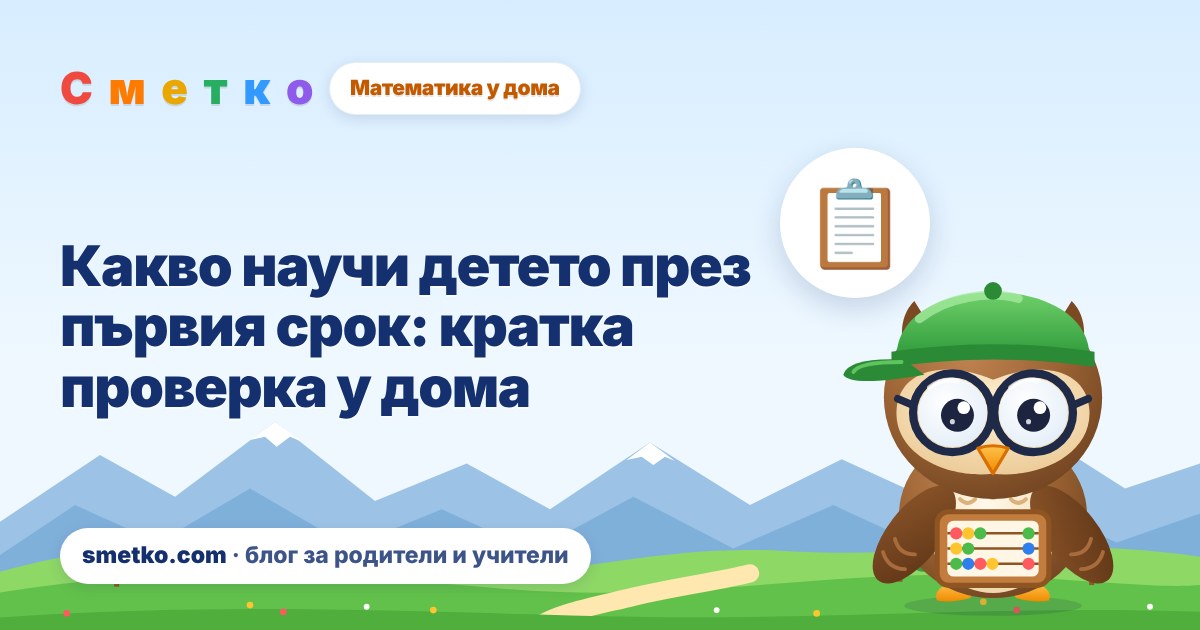 Сметко
Математика у дома
Какво научи детето през
първия срок: кратка
проверка у дома
smetko.com · блог за родители и учители